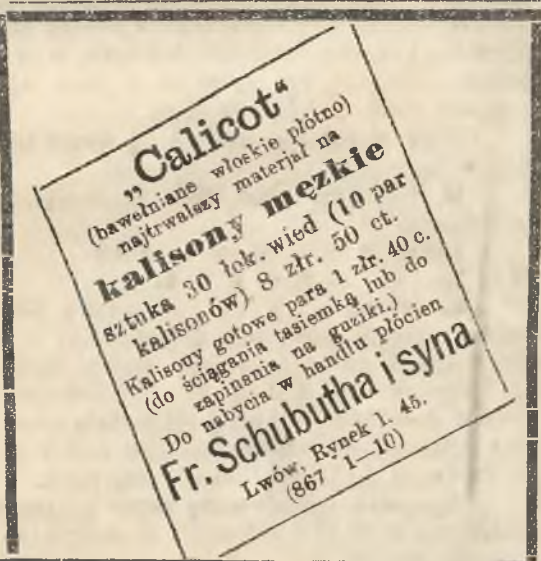 „Calicot“
(bawełniane włoskie płótno)
najtrwalszy materjał na
kalisony męzkie
sztuka 30 łok. wied (10 par
kalisonów) 8 złr. 50 ct.
Kalisony gotowe para 1 złr. 40 c.
(do ściągania tasiemką lub do
zapinania na guziki.)
Do nabycia w handlu płócien
Fr. Schubutha i syna
Lwów, Rynek l. 45.
(867 1—10)